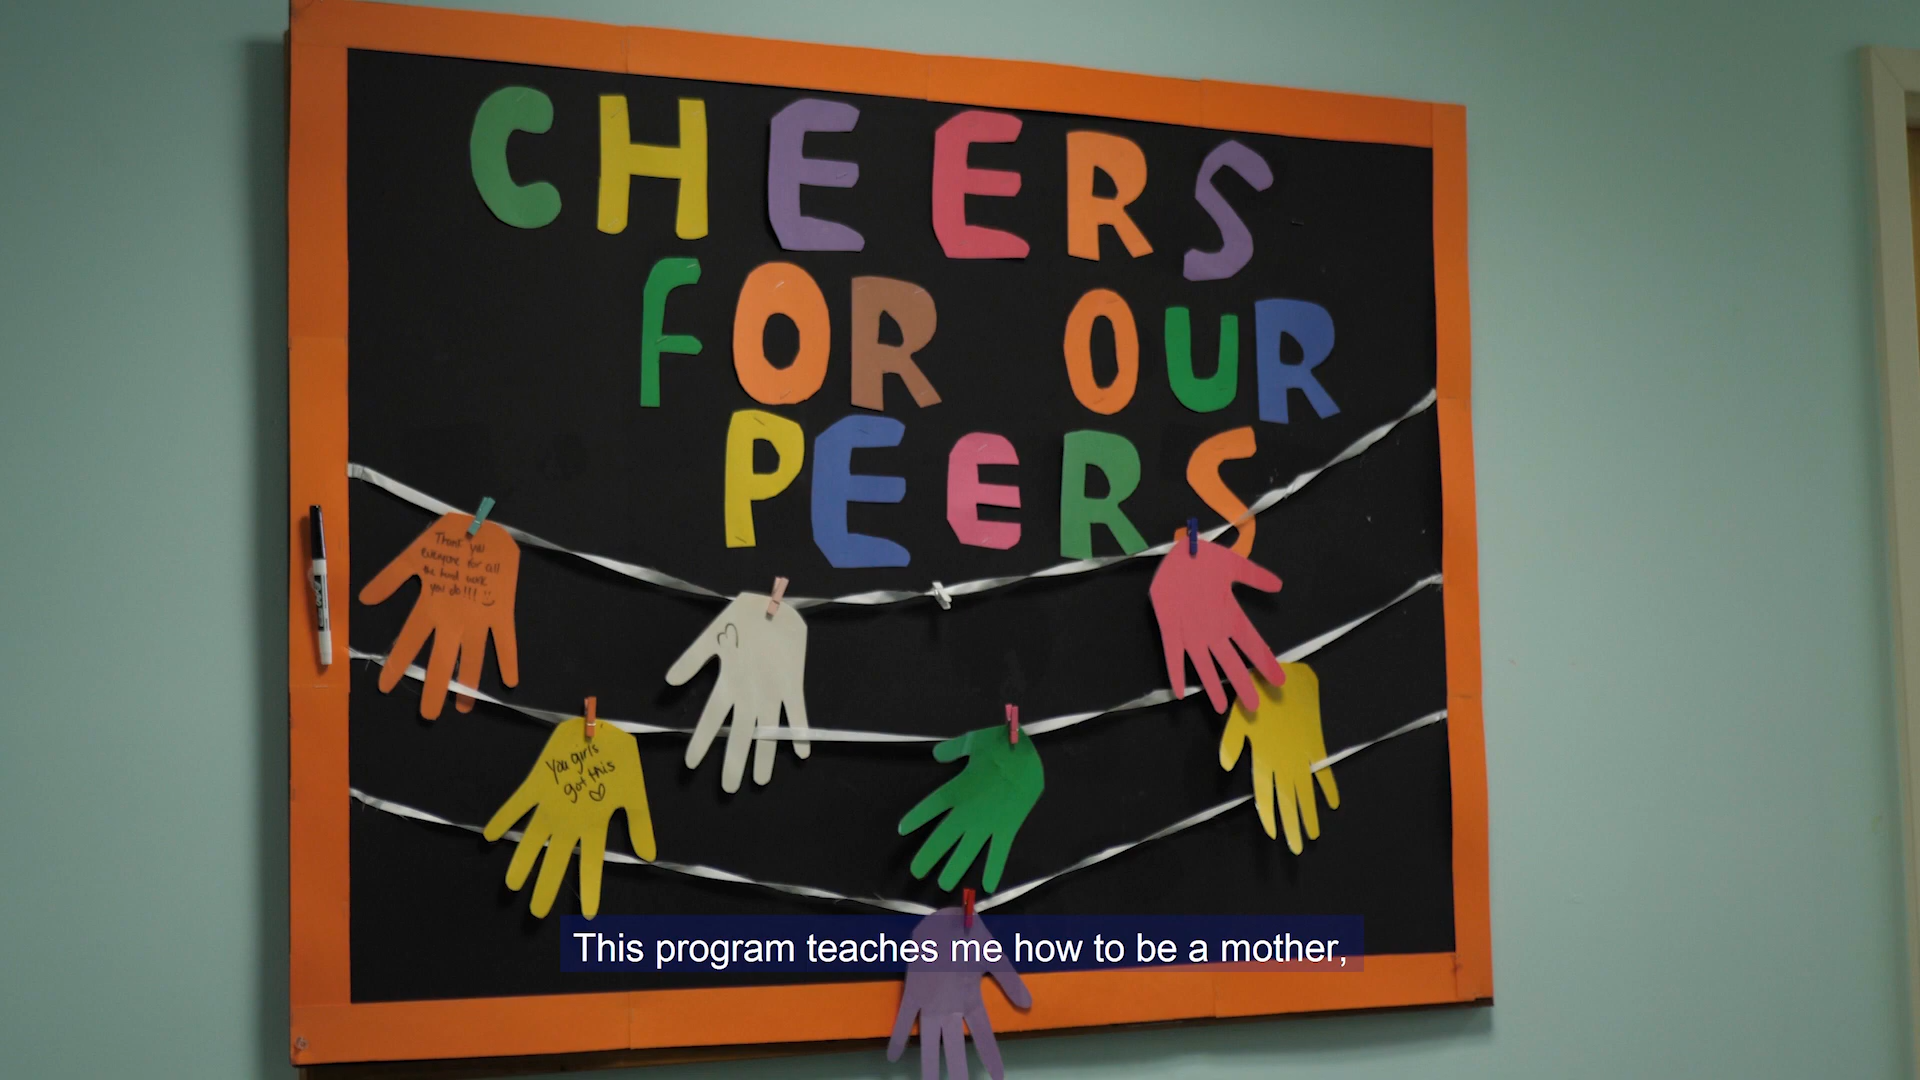 CHEERS
FOR OUR
PEERS
Thank you
everyone for all
the hard work
you do!!!
You girls
got this
This program teaches me how to be a mother,